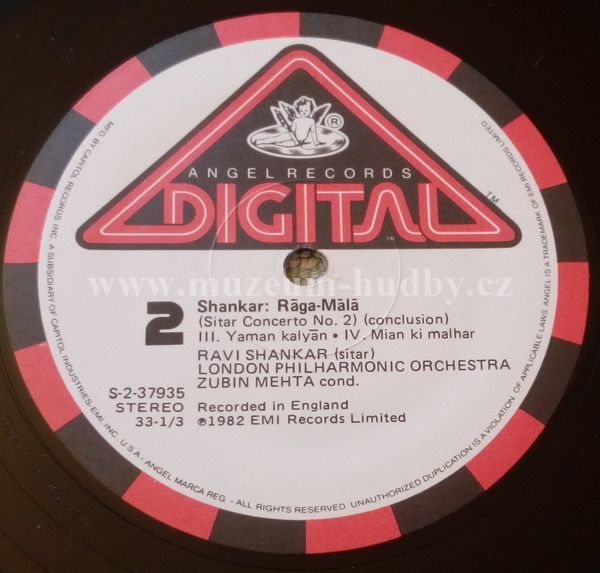 ®
ANGEL RECORDS
DIGITAL
TM
TM
www.muzeum-hudby.cz
2
Shankar: Rāga-Mālā
(Sitar Concerto No. 2) (conclusion)
III. Yaman kalyān • IV. Mian ki malhar
RAVI SHANKAR (sitar)
LONDON PHILHARMONIC ORCHESTRA
ZUBIN MEHTA cond.
S-2-37935
STEREO
33-1/3
Recorded in England
℗1982 EMI Records Limited
MFD. BY CAPITOL RECORDS INC. A SUBSIDIARY OF CAPITOL INDUSTRIES-EMI INC. U.S.A. • ANGEL MARCA REG. • ALL RIGHTS RESERVED. UNAUTHORIZED DUPLICATION IS A VIOLATION OF APPLICABLE LAWS. ANGEL IS A TRADEMARK OF EMI RECORDS LIMITED.